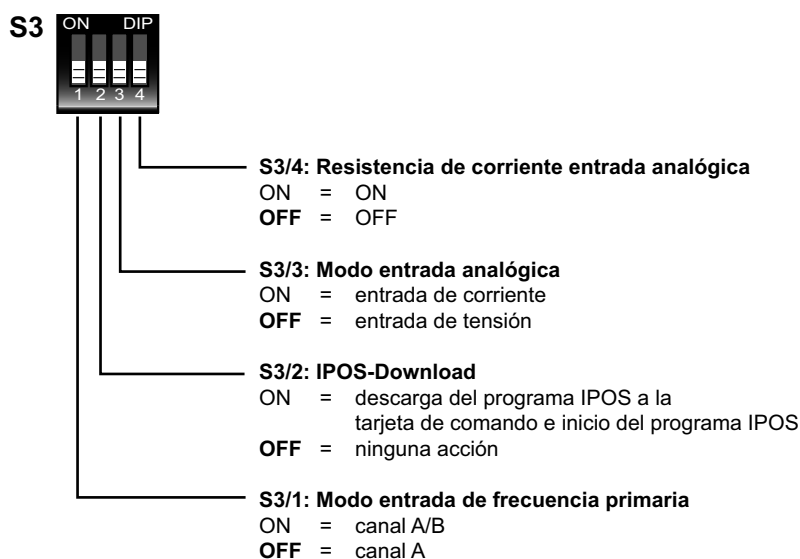 S3 ON DIP
1 2 3 4
S3/4: Resistencia de corriente entrada analógica
ON = ON
OFF = OFF
S3/3: Modo entrada analógica
ON = entrada de corriente
OFF = entrada de tensión
S3/2: IPOS-Download
ON = descarga del programa IPOS a la
tarjeta de comando e inicio del programa IPOS
OFF = ninguna acción
S3/1: Modo entrada de frecuencia primaria
ON = canal A/B
OFF = canal A